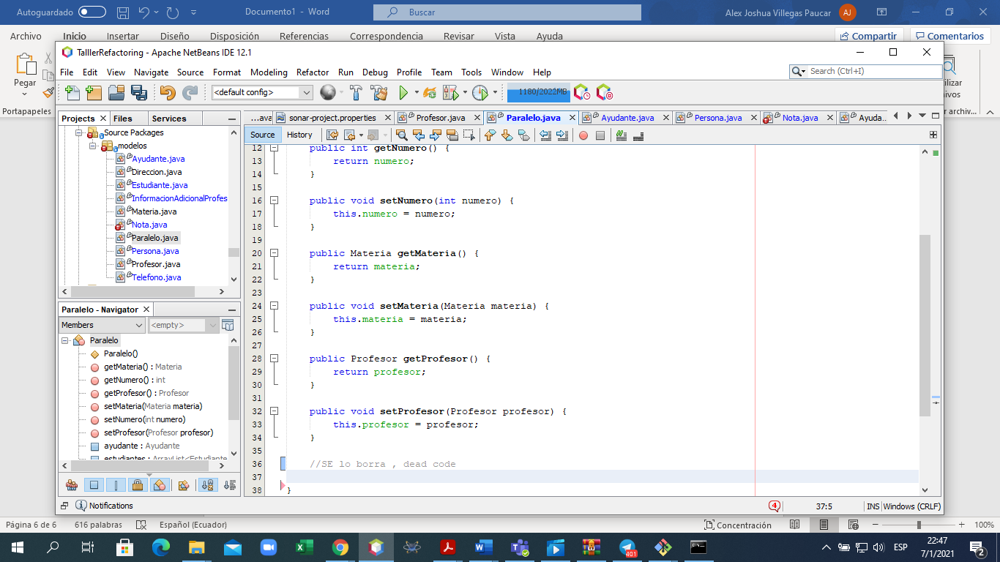 Autoguardado
Documento1 - Word
Buscar
Alex Joshua Villegas Paucar
AJ
Archivo Inicio Insertar Diseño Disposición Referencias Correspondencia Revisar Vista Ayuda
Compartir Comentarios
Pegar
Portapapeles
TalllerRefactoring - Apache NetBeans IDE 12.1
File Edit View Navigate Source Format Modeling Refactor Run Debug Profile Team Tools Window Help
Search (Ctrl+I)
<default config>
1180/2022MB
Projects Files Services
...ava sonar-project.properties Profesor.java Paralelo.java Ayudante.java Persona.java Nota.java Ayuda...
Source History
Source Packages
modelos
Ayudante.java
Direccion.java
Estudiante.java
InformacionAdicionalProfes
Materia.java
Nota.java
Paralelo.java
Persona.java
Profesor.java
Telefono.java
Paralelo - Navigator
Members
<empty>
Paralelo
Paralelo()
getMateria() : Materia
getNumero() : int
getProfesor() : Profesor
setMateria(Materia materia)
setNumero(int numero)
setProfesor(Profesor profesor)
ayudante : Ayudante
estudiantes : ArrayList<Estudiante
12 public int getNumero() {
13 return numero;
14 }
15
16 public void setNumero(int numero) {
17 this.numero = numero;
18 }
19
20 public Materia getMateria() {
21 return materia;
22 }
23
24 public void setMateria(Materia materia) {
25 this.materia = materia;
26 }
27
28 public Profesor getProfesor() {
29 return profesor;
30 }
31
32 public void setProfesor(Profesor profesor) {
33 this.profesor = profesor;
34 }
35
36 //SE lo borra , dead code
37
38 }
Notifications
4
37:5
INS
Windows (CRLF)
Página 6 de 6 616 palabras Español (Ecuador)
Concentración
100%
401
ESP
22:47
7/1/2021
2